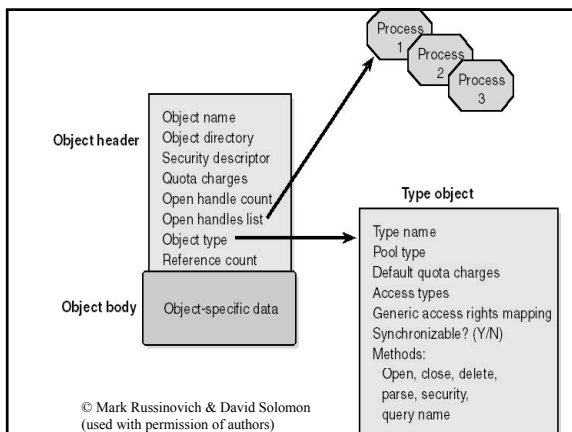 Process
1
Process
2
Process
3
Object header
Object name
Object directory
Security descriptor
Quota charges
Open handle count
Open handles list
Object type
Reference count
Object body
Object-specific data
Type object
Type name
Pool type
Default quota charges
Access types
Generic access rights mapping
Synchronizable? (Y/N)
Methods:
Open, close, delete,
parse, security,
query name
© Mark Russinovich & David Solomon
(used with permission of authors)